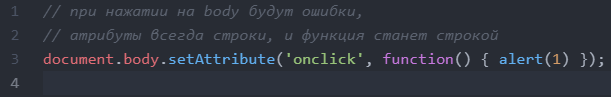 1 // при нажатии на body будут ошибки,
2 // атрибуты всегда строки, и функция станет строкой
3 document.body.setAttribute('onclick', function() { alert(1) });
4